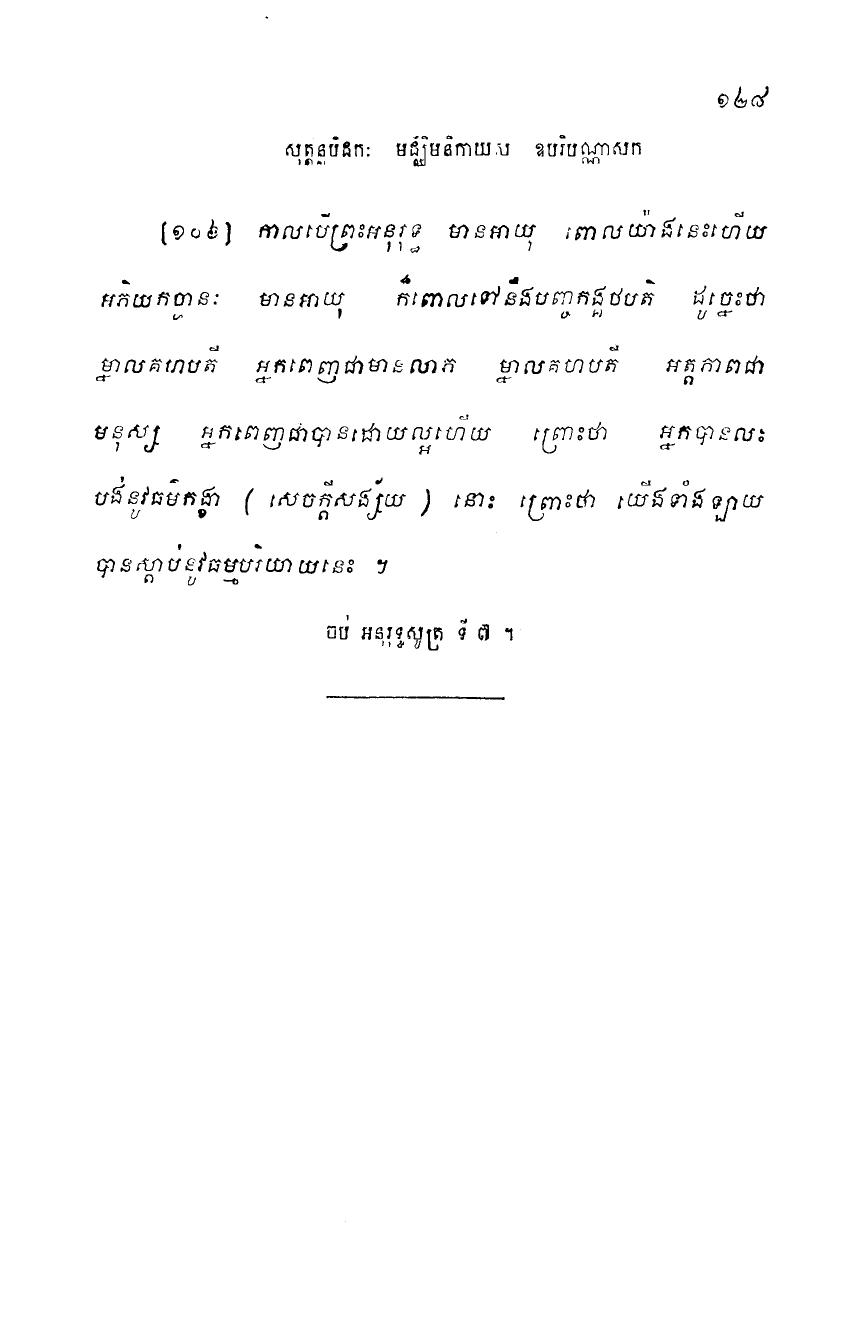 ១២៨
សុត្តន្តបិដកៈ មជ្ឈិមនិកាយៈ ឧបរិបណ្ណាសក
[១០៦] កាលបើព្រះអនុរុទ្ធ មានអាយុ ពោលយ៉ាងនេះហើយ
អភិយកច្ចានៈ មានអាយុ ក៏ពោលទៅនឹងបញ្ចកង្គថបតិ ដូច្នេះថា
ម្នាលគហបតី អ្នកពេញជាមានលាភ ម្នាលគហបតី អត្តភាពជា
មនុស្ស អ្នកពេញជាបានដោយល្អហើយ ព្រោះថា អ្នកបានលះ
បង់នូវធម៌កង្ខា ( សេចក្តីសង្ស័យ ) នោះ ព្រោះថា យើងទាំងឡាយ
បានស្តាប់នូវធម្មបរិយាយនេះ ។
ចប់ អនុរុទ្ធសូត្រ ទី ៧ ។